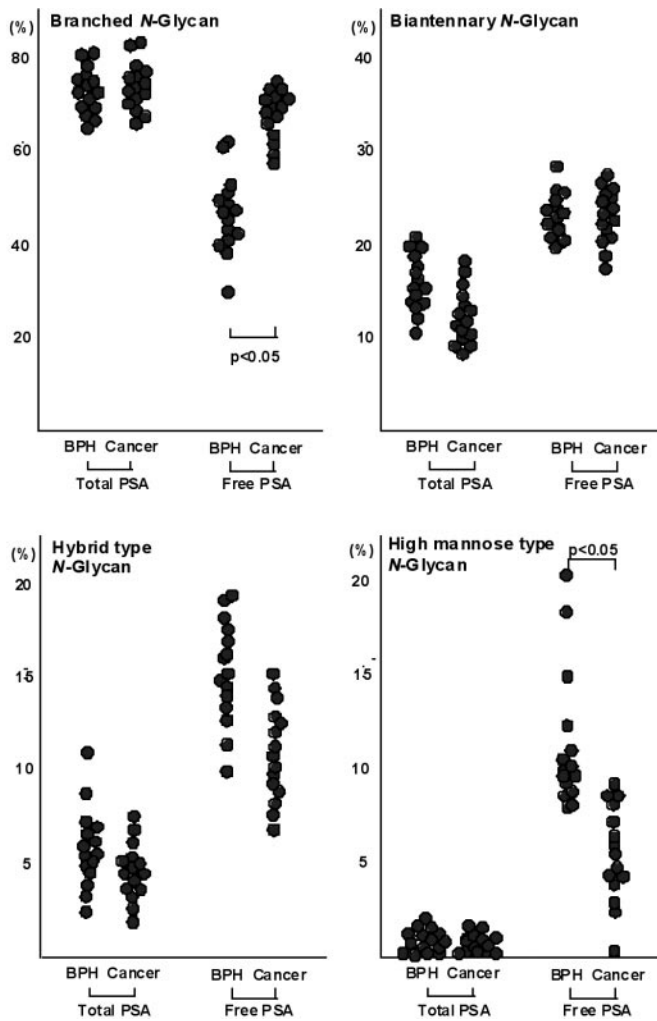 Branched N-Glycan
(%)
80
60
40
20
p<0.05
BPH Cancer BPH Cancer
Total PSA Free PSA
Biantennary N-Glycan
(%)
40
30
20
10
BPH Cancer BPH Cancer
Total PSA Free PSA
Hybrid type
(%)
N-Glycan
20
15
10
5
BPH Cancer BPH Cancer
Total PSA Free PSA
High mannose type
(%)
N-Glycan
p<0.05
20
15
10
5
BPH Cancer BPH Cancer
Total PSA Free PSA